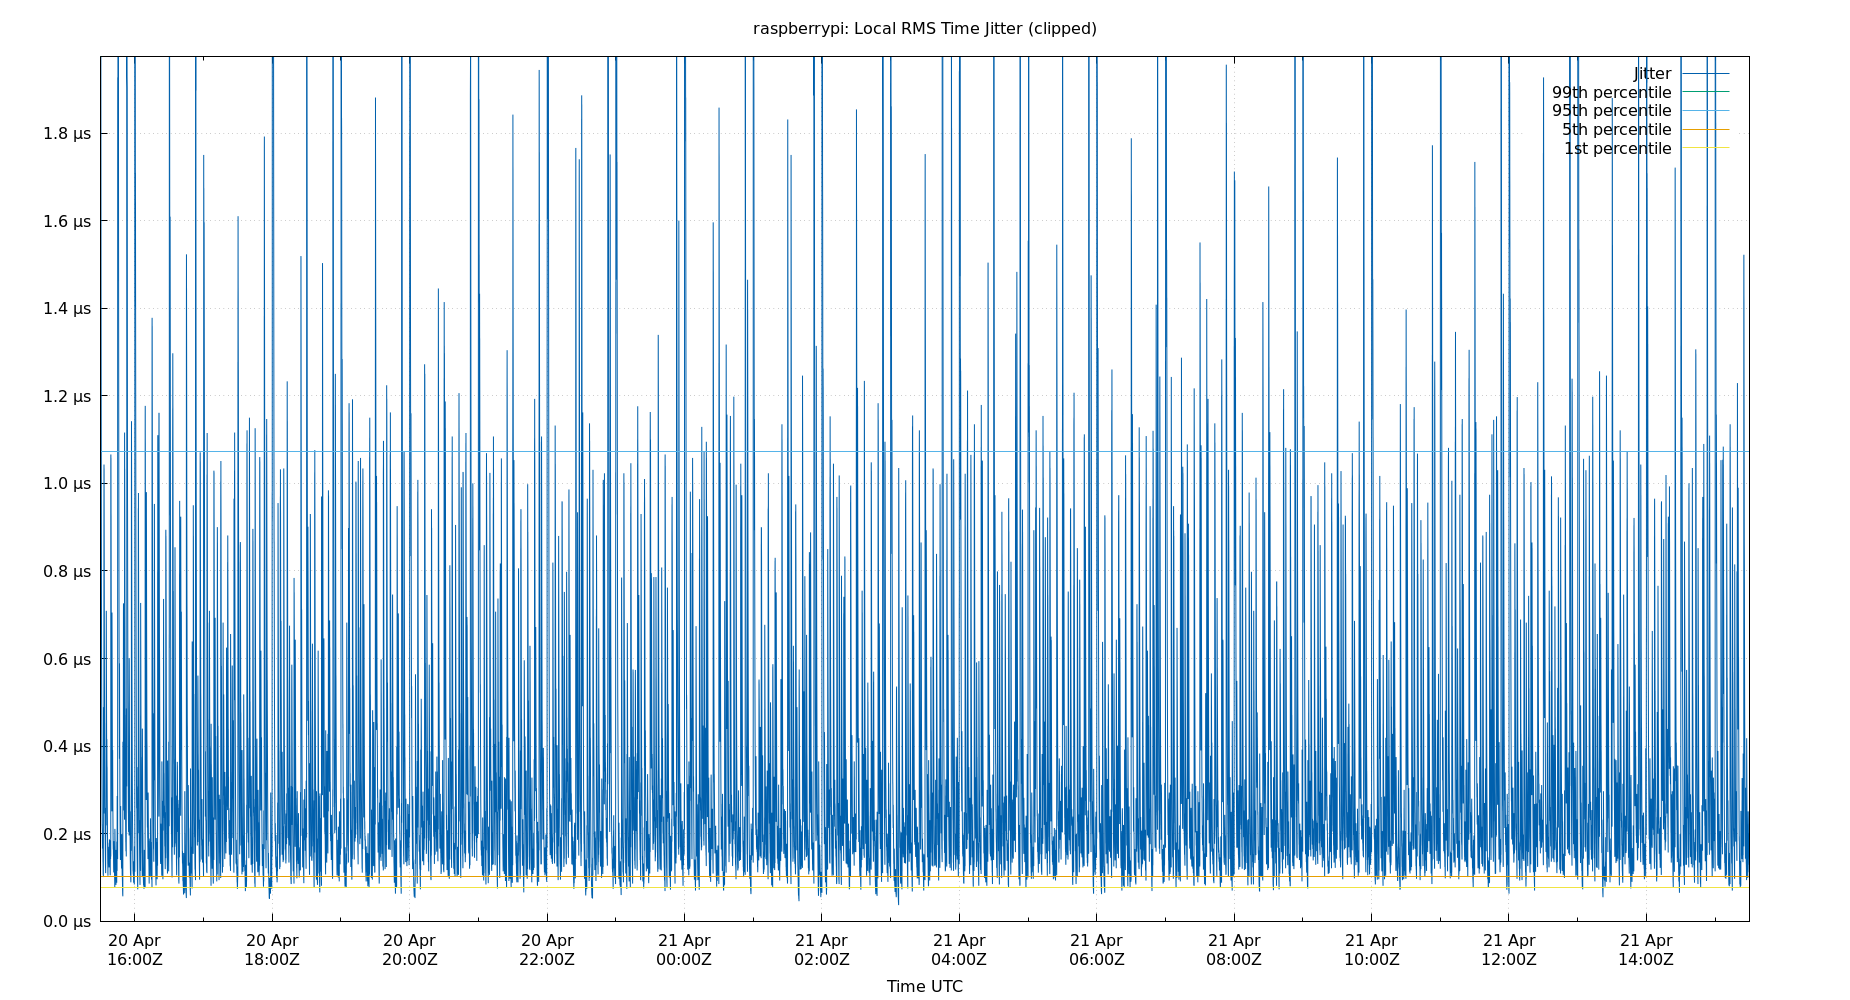 raspberrypi: Local RMS Time Jitter (clipped)
Jitter
99th percentile
95th percentile
5th percentile
1st percentile
1.8 µs
1.6 µs
1.4 µs
1.2 µs
1.0 µs
0.8 µs
0.6 µs
0.4 µs
0.2 µs
0.0 µs
20 Apr 20 Apr 20 Apr 20 Apr 21 Apr 21 Apr 21 Apr 21 Apr 21 Apr 21 Apr 21 Apr 21 Apr
16:00Z 18:00Z 20:00Z 22:00Z 00:00Z 02:00Z 04:00Z 06:00Z 08:00Z 10:00Z 12:00Z 14:00Z
Time UTC